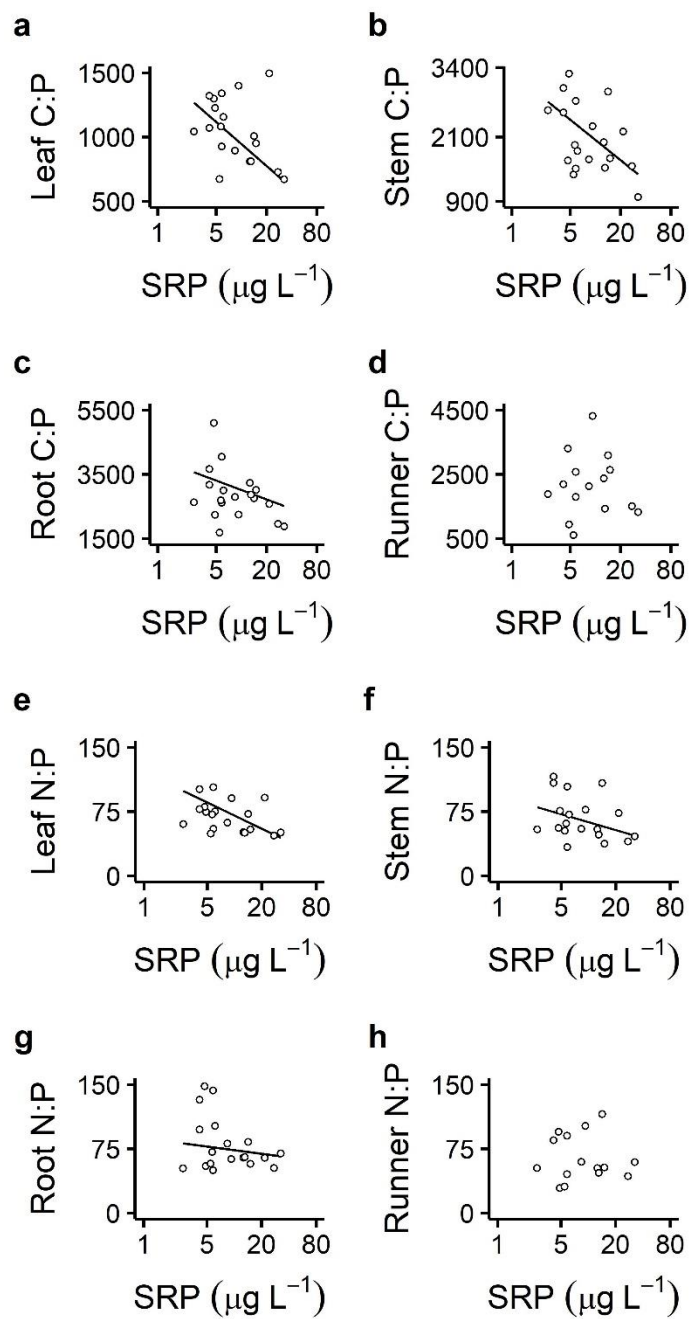 a
Leaf C:P
1500
1000
500
1 5 20 80
SRP (μg L⁻¹)
b
Stem C:P
3400
2100
900
1 5 20 80
SRP (μg L⁻¹)
c
Root C:P
5500
3500
1500
1 5 20 80
SRP (μg L⁻¹)
d
Runner C:P
4500
2500
500
1 5 20 80
SRP (μg L⁻¹)
e
Leaf N:P
150
75
0
1 5 20 80
SRP (μg L⁻¹)
f
Stem N:P
150
75
0
1 5 20 80
SRP (μg L⁻¹)
g
Root N:P
150
75
0
1 5 20 80
SRP (μg L⁻¹)
h
Runner N:P
150
75
0
1 5 20 80
SRP (μg L⁻¹)